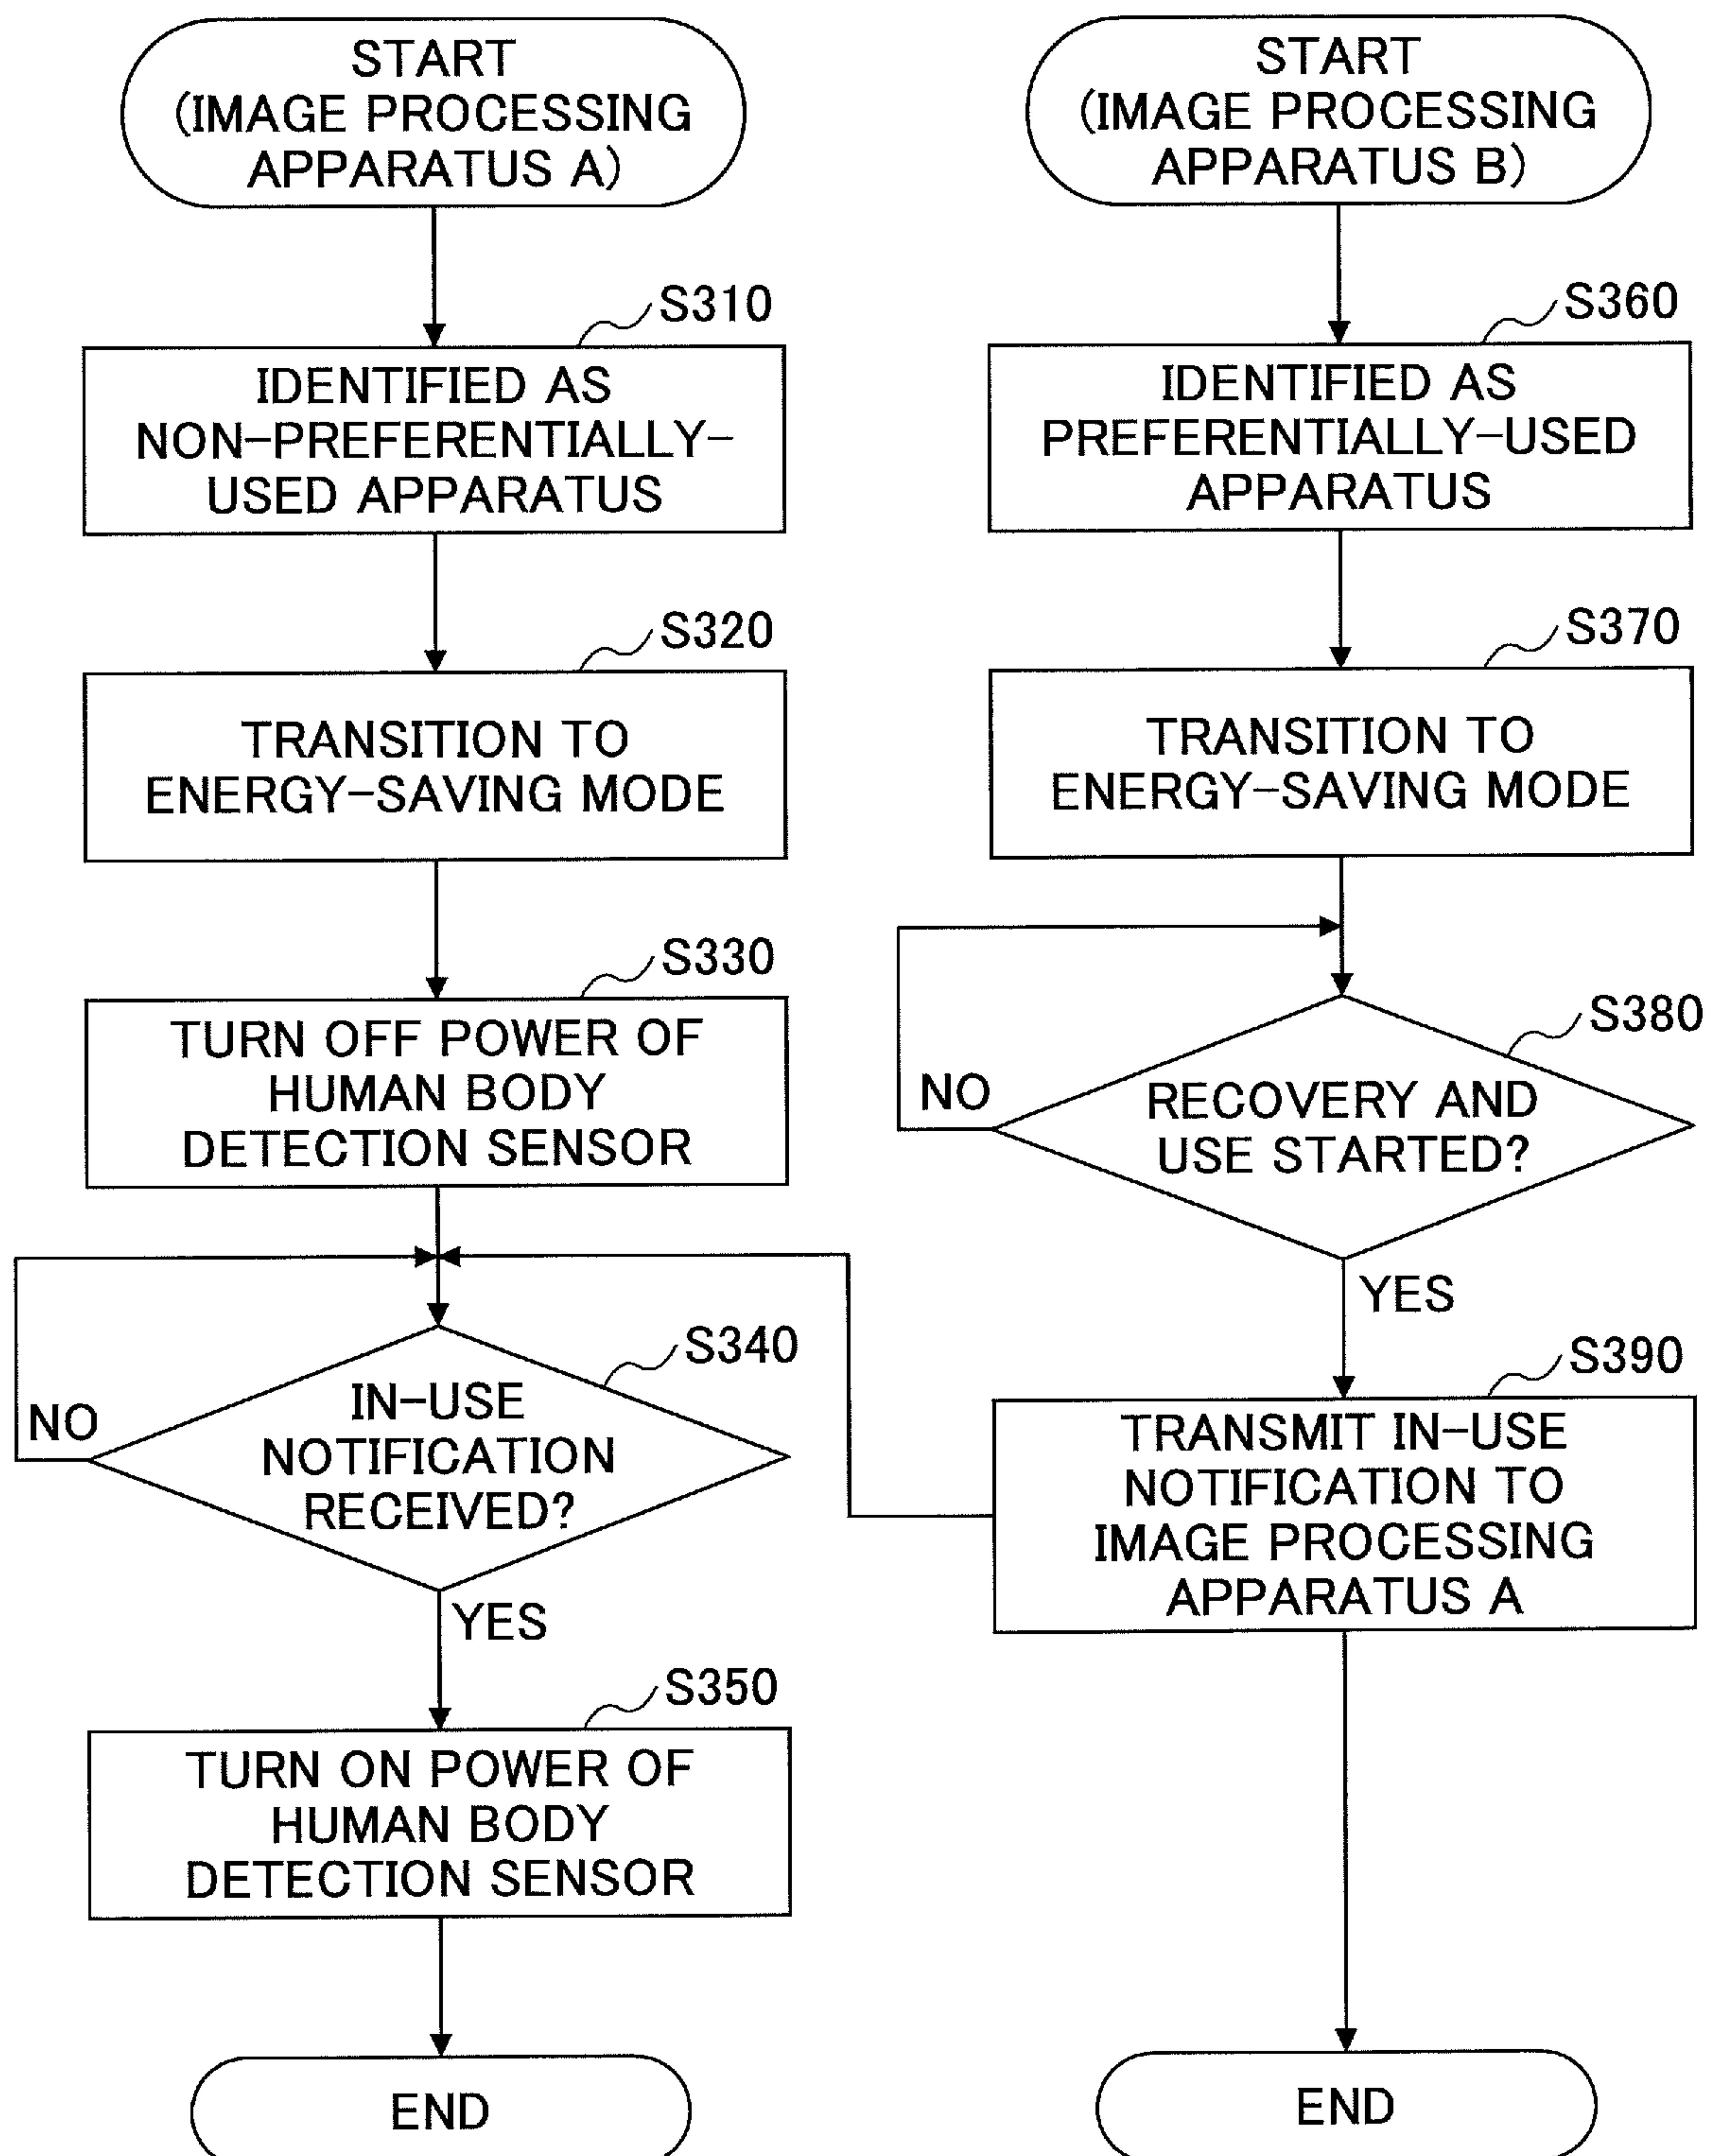 START
(IMAGE PROCESSING
APPARATUS A)
S310
IDENTIFIED AS
NON-PREFERENTIALLY-
USED APPARATUS
S320
TRANSITION TO
ENERGY-SAVING MODE
S330
TURN OFF POWER OF
HUMAN BODY
DETECTION SENSOR
S340
IN-USE
NOTIFICATION
RECEIVED?
NO
YES
S350
TURN ON POWER OF
HUMAN BODY
DETECTION SENSOR
END
START
(IMAGE PROCESSING
APPARATUS B)
S360
IDENTIFIED AS
PREFERENTIALLY-USED
APPARATUS
S370
TRANSITION TO
ENERGY-SAVING MODE
S380
NO
RECOVERY AND
USE STARTED?
YES
S390
TRANSMIT IN-USE
NOTIFICATION TO
IMAGE PROCESSING
APPARATUS A
END